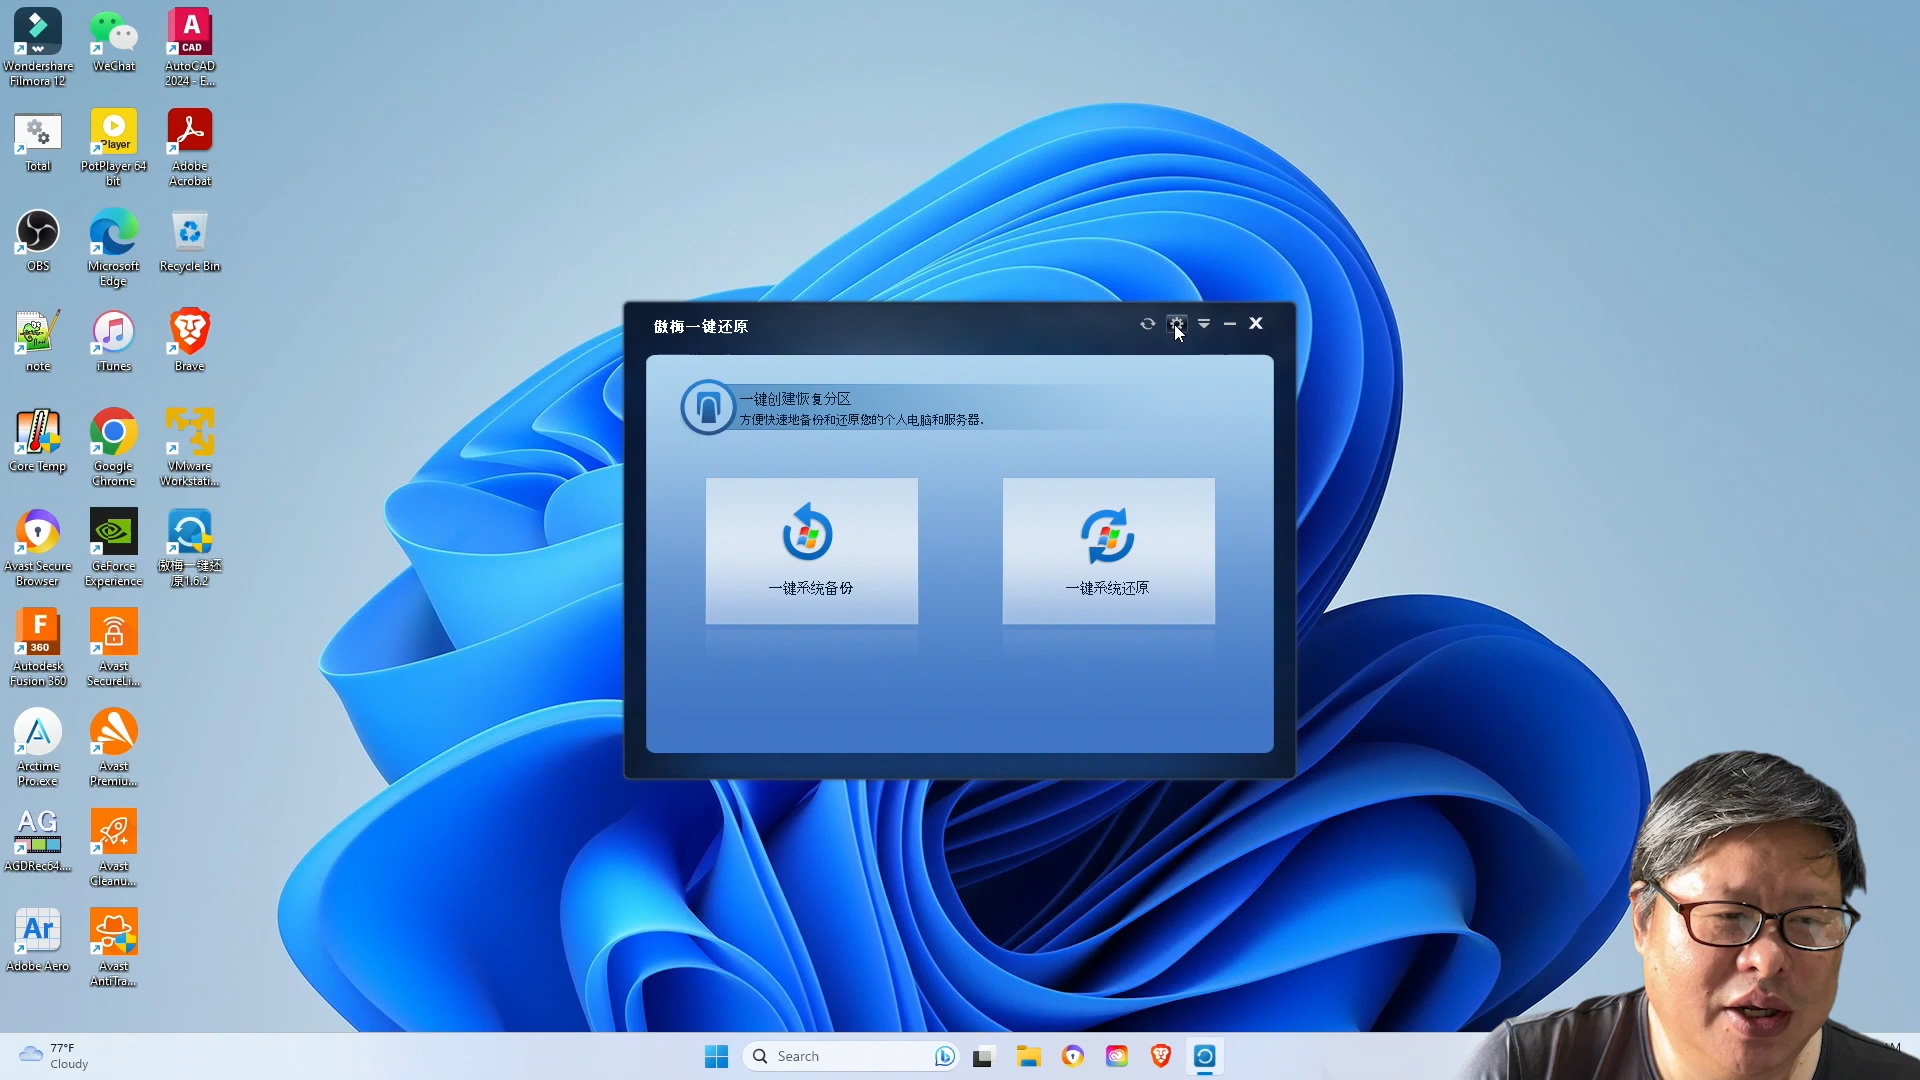 Wondershare
Filmora 12
WeChat
A
CAD
AutoCAD
2024 - E...
Total
Player
PotPlayer 64
bit
Adobe
Acrobat
OBS
Microsoft
Edge
Recycle Bin
note
iTunes
Brave
Core Temp
Google
Chrome
VMware
Workstati...
Avast Secure
Browser
GeForce
Experience
傲梅一键还
原1.6.2
F
360
Autodesk
Fusion 360
Avast
SecureLi...
Arctime
Pro.exe
Avast
Premiu...
AG
AGDRec64....
Avast
Cleanu...
Ar
Adobe Aero
Avast
AntiTra...
傲梅一键还原
一键创建恢复分区
方便快速地备份和还原您的个人电脑和服务器.
一键系统备份
一键系统还原
77°F
Cloudy
Search